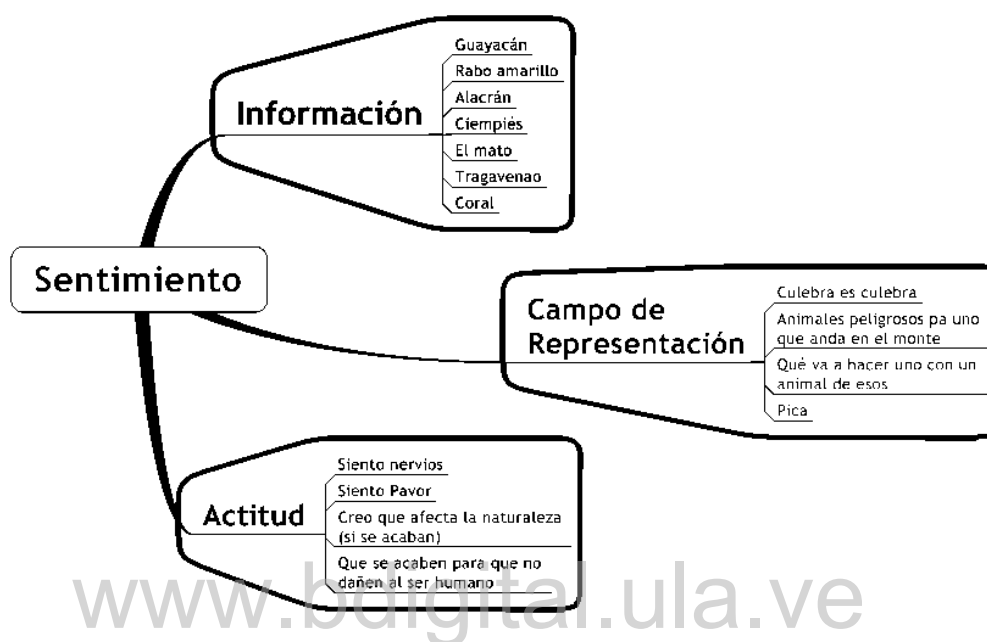 Guayacán
Rabo amarillo
Alacrán
Ciempiés
El mato
Tragavenao
Coral
Información
Sentimiento
Campo de
Representación
Culebra es culebra
Animales peligrosos pa uno
que anda en el monte
Qué va a hacer uno con un
animal de esos
Pica
Actitud
Siento nervios
Siento Pavor
Creo que afecta la naturaleza
(si se acaban)
Que se acaben para que no
dañen al ser humano
www.bdigital.ula.ve